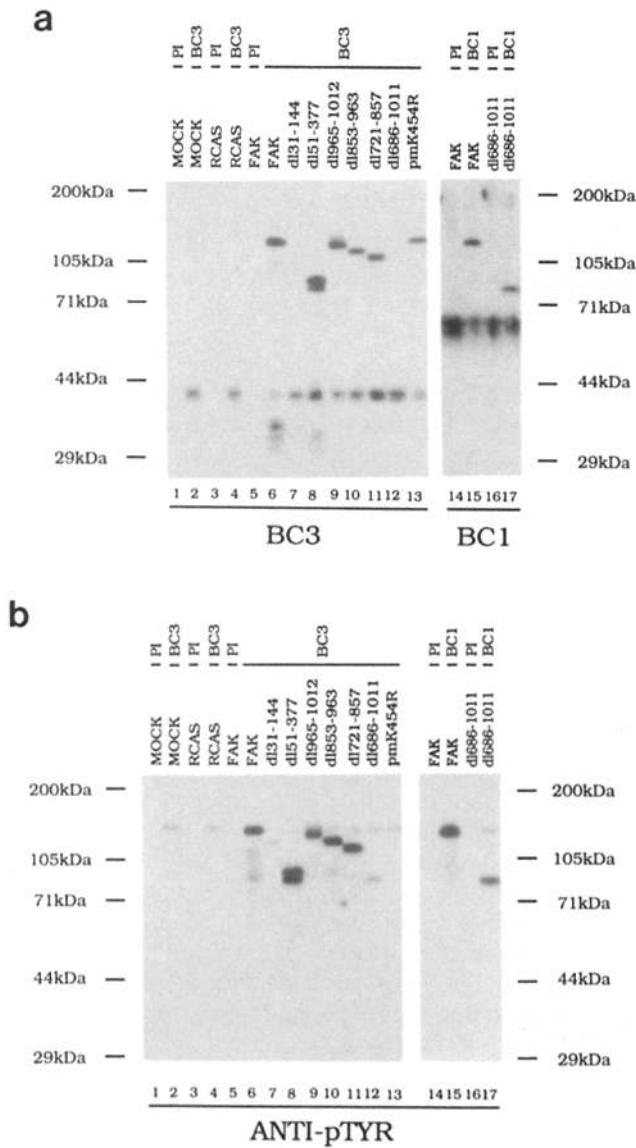 a
PI
BC3
PI
BC3
PI
BC3
PI
BC1
PI
BC1
MOCK
MOCK
RCAS
RCAS
FAK
FAK
dl31-144
dl51-377
dl965-1012
dl853-963
dl721-857
dl686-1011
pmK454R
FAK
FAK
dl686-1011
dl686-1011
200kDa
105kDa
71kDa
44kDa
29kDa
200kDa
105kDa
71kDa
44kDa
29kDa
1 2 3 4 5 6 7 8 9 10 11 12 13
14 15 16 17
BC3
BC1
b
PI
BC3
PI
BC3
PI
BC3
PI
BC1
PI
BC1
MOCK
MOCK
RCAS
RCAS
FAK
FAK
dl31-144
dl51-377
dl965-1012
dl853-963
dl721-857
dl686-1011
pmK454R
FAK
FAK
dl686-1011
dl686-1011
200kDa
105kDa
71kDa
44kDa
29kDa
200kDa
105kDa
71kDa
44kDa
29kDa
1 2 3 4 5 6 7 8 9 10 11 12 13
14 15 16 17
ANTI-pTYR